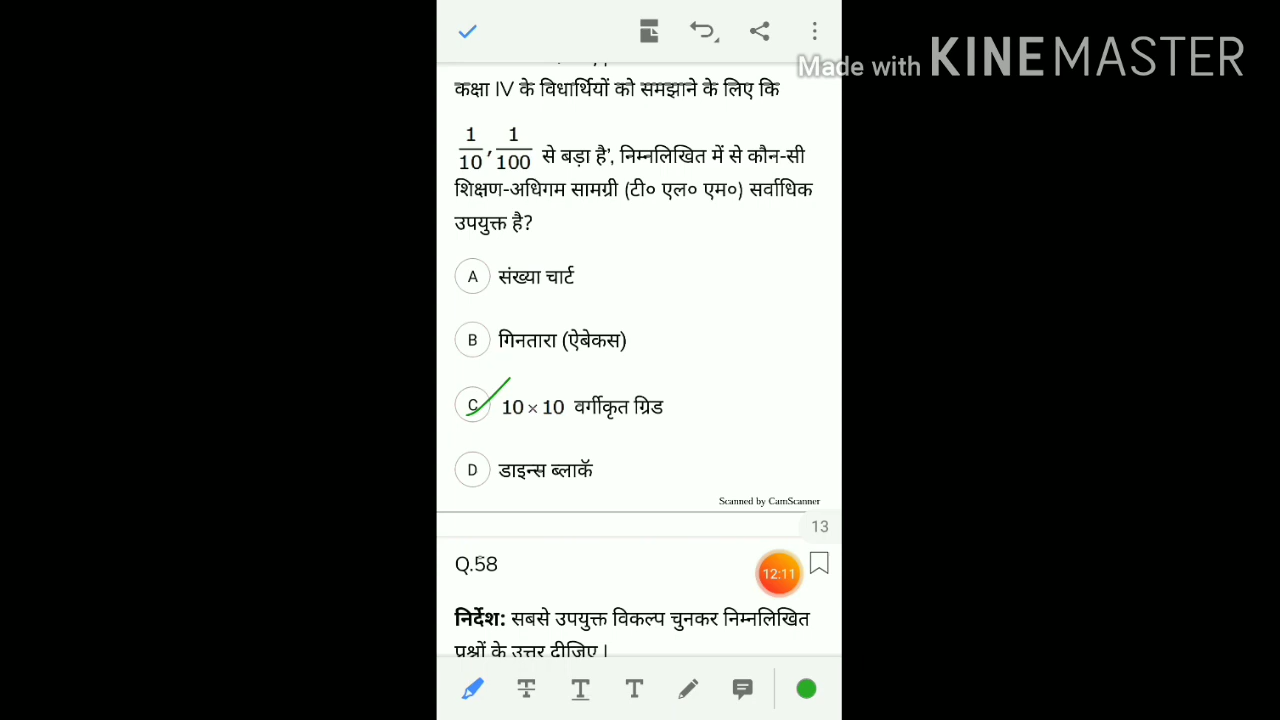 Made with KINEMASTER
कक्षा IV के विधार्थियों को समझाने के लिए कि
1/10 , 1/100 से बड़ा है', निम्नलिखित में से कौन-सी
शिक्षण-अधिगम सामग्री (टी० एल० एम०) सर्वाधिक
उपयुक्त है?
A संख्या चार्ट
B गिनतारा (ऐबेकस)
C 10 × 10 वर्गीकृत ग्रिड
D डाइन्स ब्लाकॅ
Scanned by CamScanner
13
Q.58
12:11
निर्देश: सबसे उपयुक्त विकल्प चुनकर निम्नलिखित
प्रश्नों के उत्तर दीजिए |
T T T